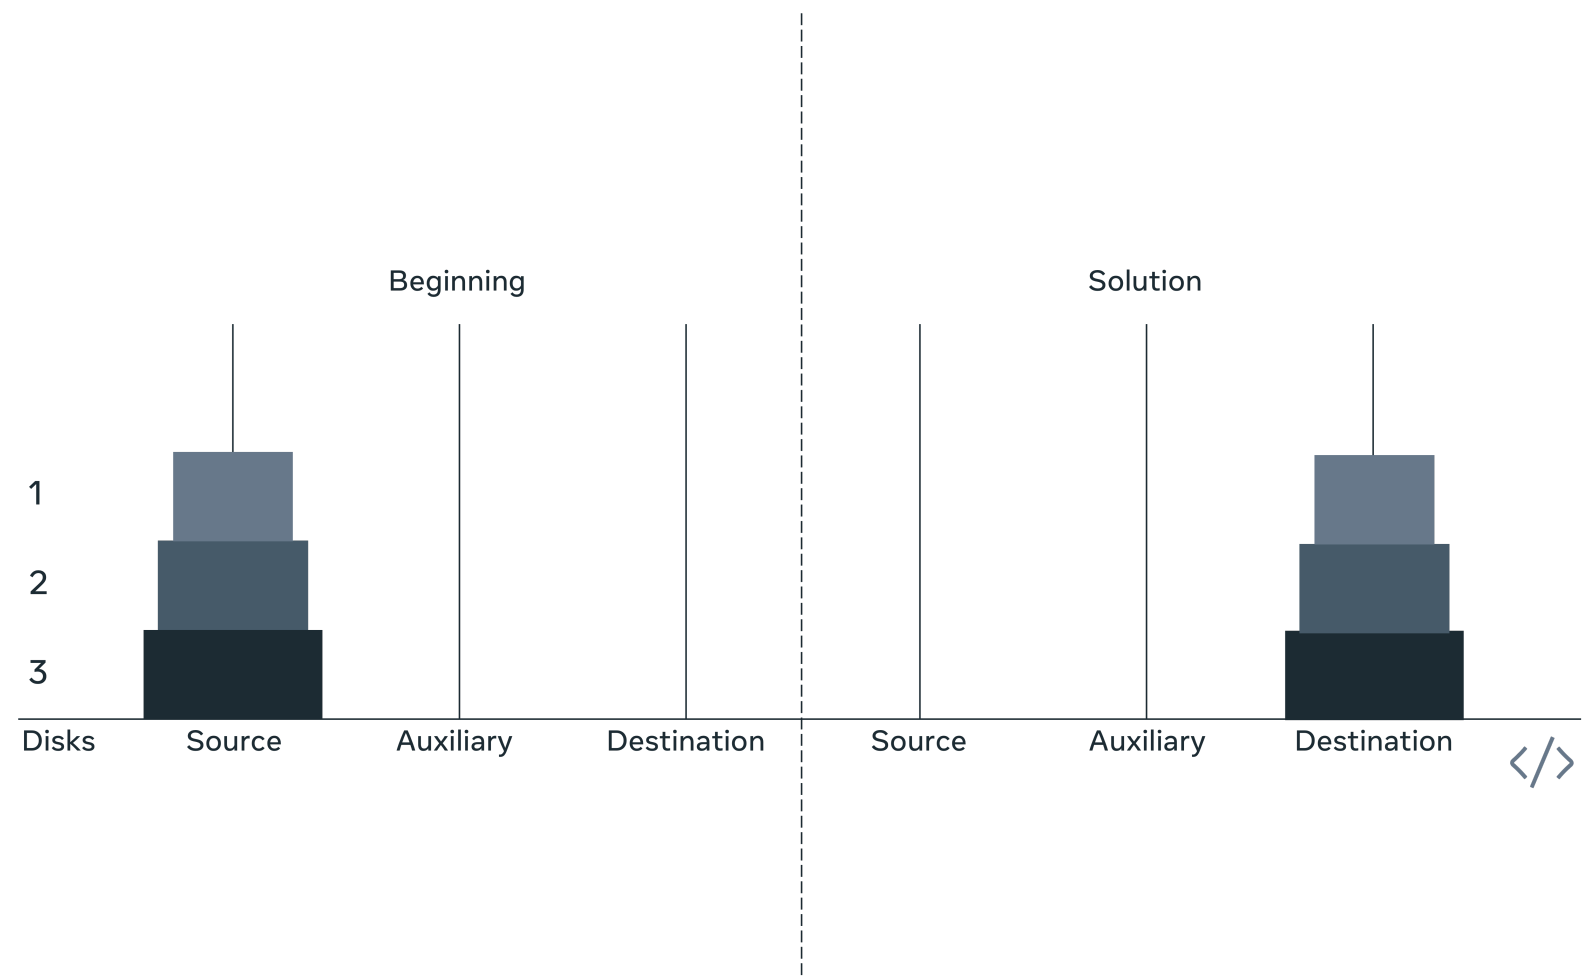 Beginning
Solution
1
2
3
Disks Source Auxiliary Destination Source Auxiliary Destination
</>